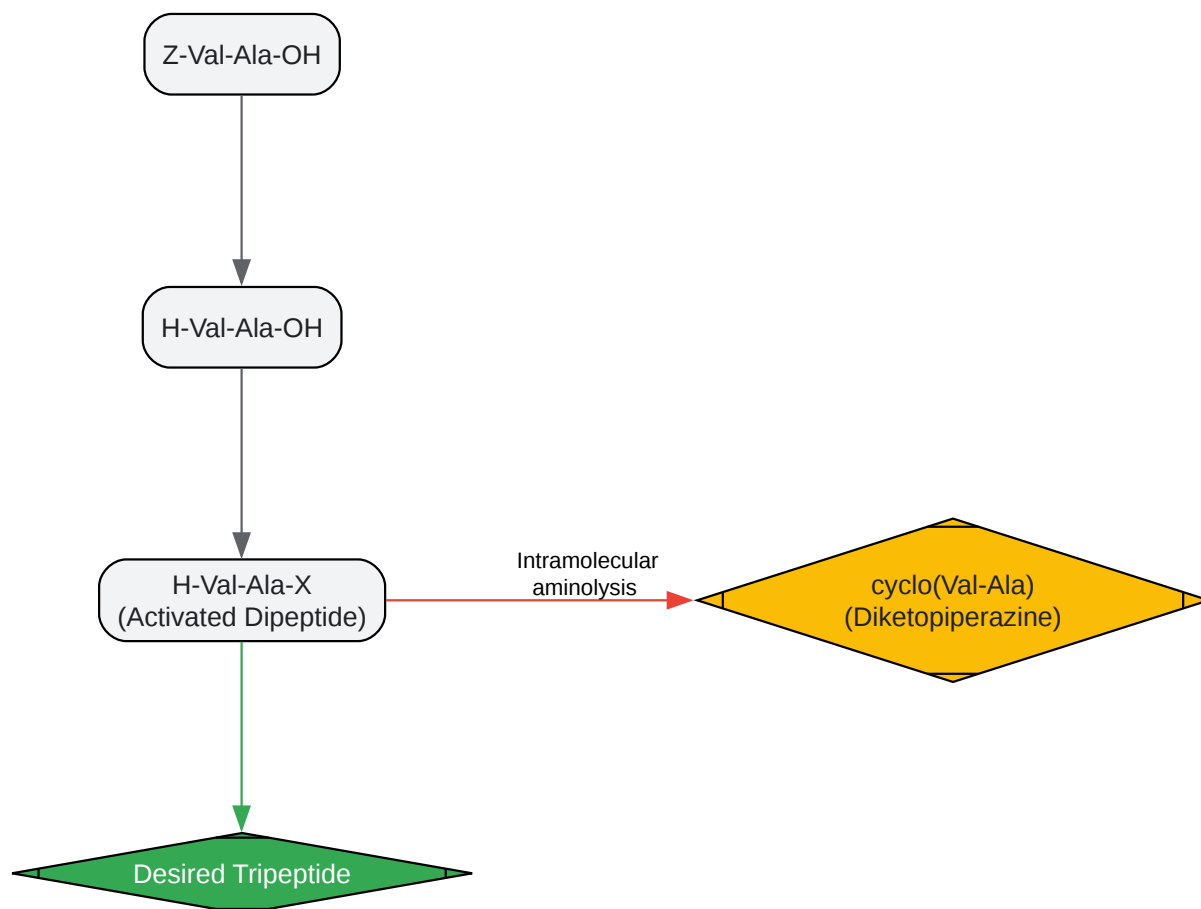 Z-Val-Ala-OH
H-Val-Ala-OH
H-Val-Ala-X
(Activated Dipeptide)
Intramolecular
aminolysis
cyclo(Val-Ala)
(Diketopiperazine)
Desired Tripeptide